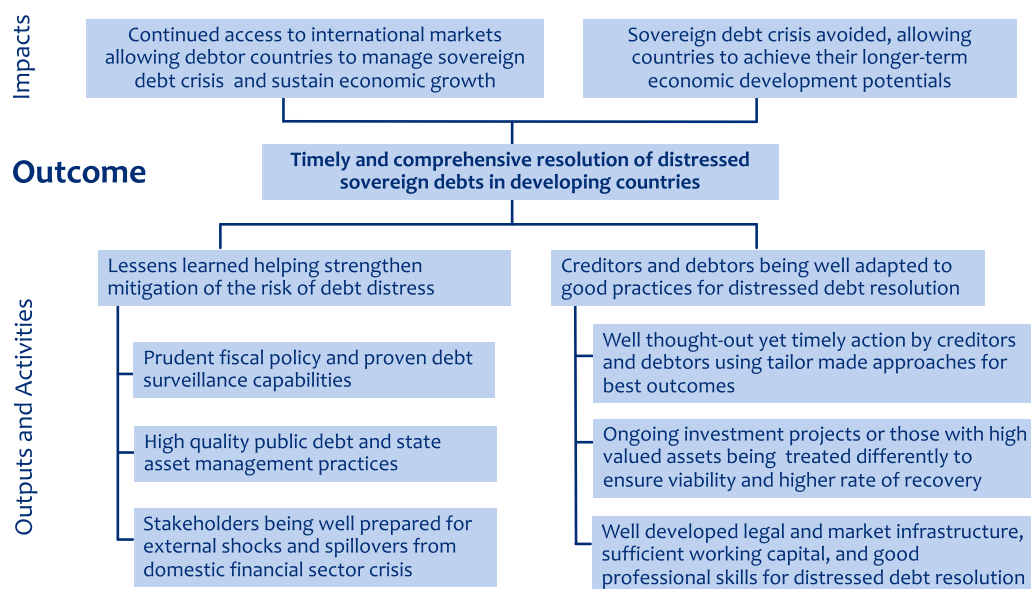 Impacts
Continued access to international markets
allowing debtor countries to manage sovereign
debt crisis and sustain economic growth
Sovereign debt crisis avoided, allowing
countries to achieve their longer-term
economic development potentials
Outcome
Timely and comprehensive resolution of distressed
sovereign debts in developing countries
Outputs and Activities
Lessens learned helping strengthen
mitigation of the risk of debt distress
Prudent fiscal policy and proven debt
surveillance capabilities
High quality public debt and state
asset management practices
Stakeholders being well prepared for
external shocks and spillovers from
domestic financial sector crisis
Creditors and debtors being well adapted to
good practices for distressed debt resolution
Well thought-out yet timely action by creditors
and debtors using tailor made approaches for
best outcomes
Ongoing investment projects or those with high
valued assets being treated differently to
ensure viability and higher rate of recovery
Well developed legal and market infrastructure,
sufficient working capital, and good
professional skills for distressed debt resolution